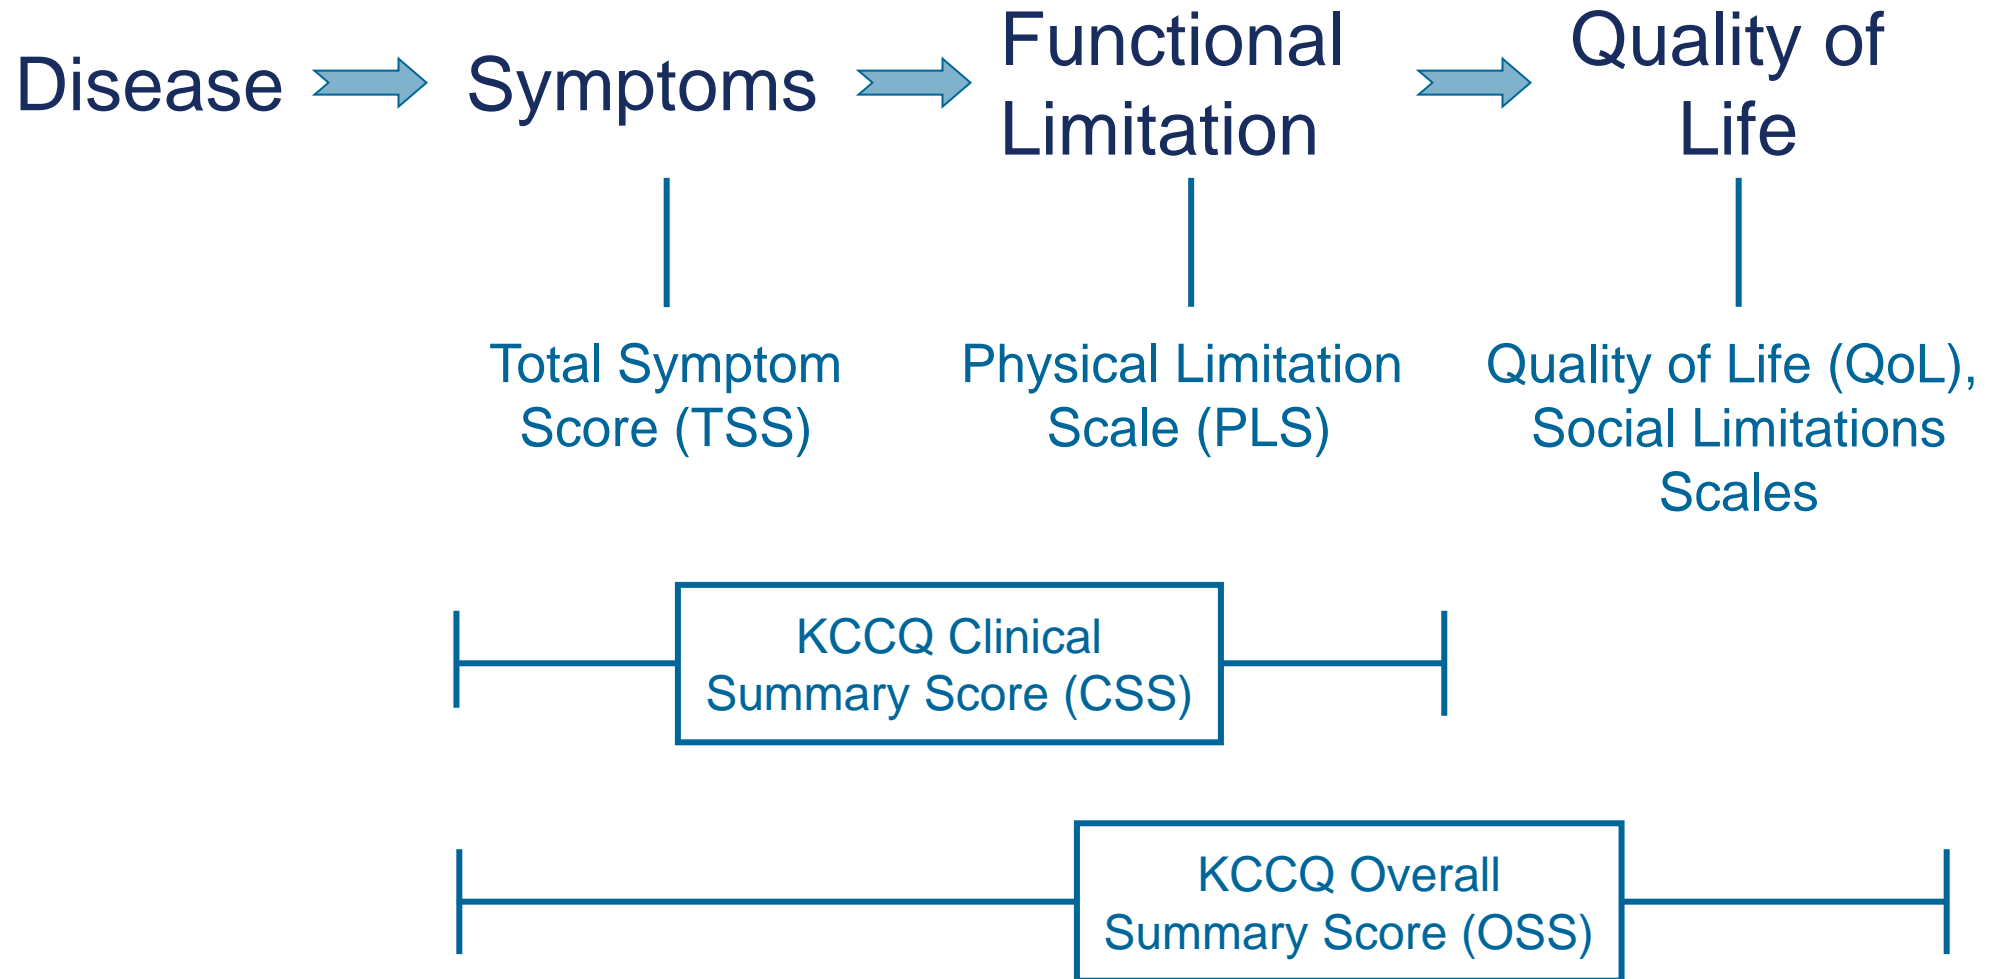 Disease
Symptoms
Functional
Limitation
Quality of
Life
Total Symptom
Score (TSS)
Physical Limitation
Scale (PLS)
Quality of Life (QoL),
Social Limitations
Scales
KCCQ Clinical
Summary Score (CSS)
KCCQ Overall
Summary Score (OSS)